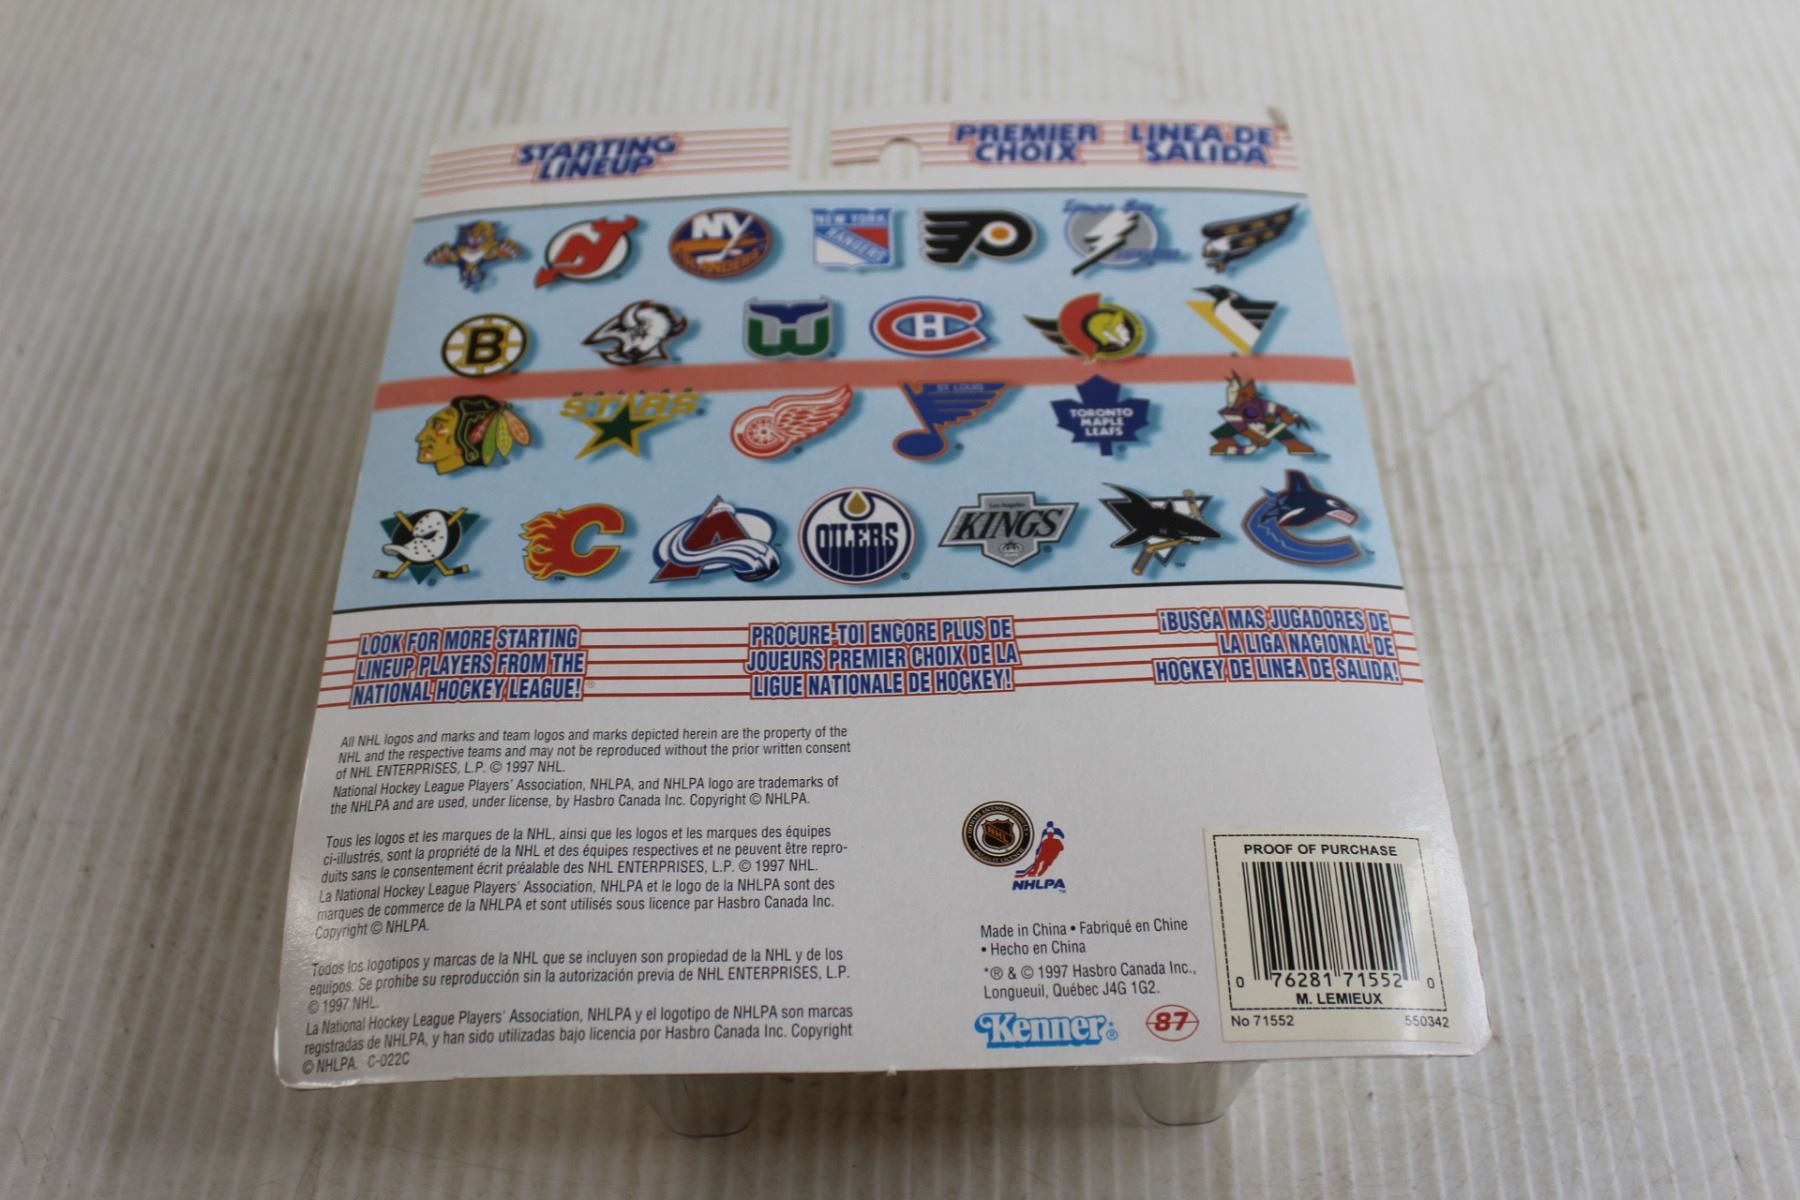 STARTING
LINEUP
PREMIER
CHOIX
LINEA DE
SALIDA
NY
ISLANDERS
NEW YORK
RANGERS
Tampa Bay
B
H
DALLAS
STARS
ST LOUIS
TORONTO
MAPLE
LEAFS
C
A
OILERS
Los Angeles
KINGS
LOOK FOR MORE STARTING
LINEUP PLAYERS FROM THE
NATIONAL HOCKEY LEAGUE!®
PROCURE-TOI ENCORE PLUS DE
JOUEURS PREMIER CHOIX DE LA
LIGUE NATIONALE DE HOCKEY!
¡BUSCA MAS JUGADORES DE
LA LIGA NACIONAL DE
HOCKEY DE LINEA DE SALIDA!
All NHL logos and marks and team logos and marks depicted herein are the property of the
NHL and the respective teams and may not be reproduced without the prior written consent
of NHL ENTERPRISES, L.P. © 1997 NHL.
National Hockey League Players' Association, NHLPA, and NHLPA logo are trademarks of
the NHLPA and are used, under license, by Hasbro Canada Inc. Copyright © NHLPA.
Tous les logos et les marques de la NHL, ainsi que les logos et les marques des équipes
ci-illustrés, sont la propriété de la NHL et des équipes respectives et ne peuvent être repro-
duits sans le consentement écrit préalable des NHL ENTERPRISES, L.P. © 1997 NHL.
La National Hockey League Players' Association, NHLPA et le logo de la NHLPA sont des
marques de commerce de la NHLPA et sont utilisés sous licence par Hasbro Canada Inc.
Copyright © NHLPA.
Todos los logotipos y marcas de la NHL que se incluyen son propiedad de la NHL y de los
equipos. Se prohibe su reproducción sin la autorización previa de NHL ENTERPRISES, L.P.
© 1997 NHL.
La National Hockey League Players' Association, NHLPA y el logotipo de NHLPA son marcas
registradas de NHLPA, y han sido utilizadas bajo licencia por Hasbro Canada Inc. Copyright
© NHLPA. C-022C
NHL
NHLPA
TM
Made in China • Fabriqué en Chine
• Hecho en China
*® & © 1997 Hasbro Canada Inc.,
Longueuil, Québec J4G 1G2.
Kenner®
87
PROOF OF PURCHASE
0 76281 71552 0
M. LEMIEUX
No 71552 550342